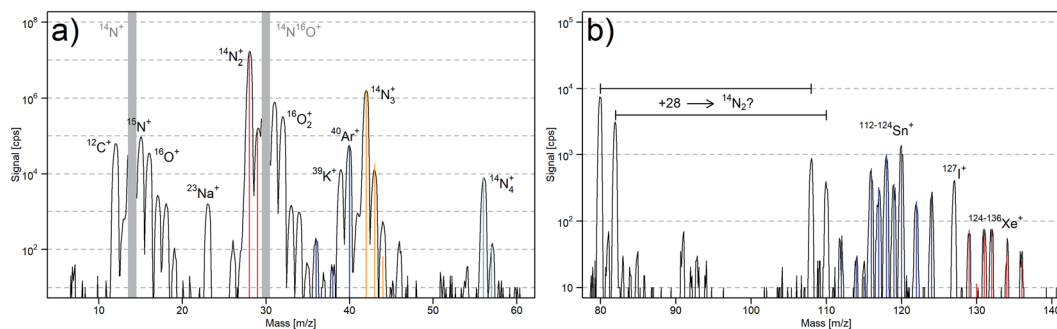 a)
¹⁴N⁺
¹⁴N¹⁶O⁺
¹⁴N₂⁺
¹⁴N₃⁺
¹⁵N⁺
¹⁶O₂⁺
¹²C⁺
¹⁶O⁺
⁴⁰Ar⁺
³⁹K⁺
²³Na⁺
¹⁴N₄⁺
Signal [cps]
10⁸
10⁶
10⁴
10²
10 20 30 40 50 60
Mass [m/z]
b)
+28 → ¹⁴N₂?
¹¹²⁻¹²⁴Sn⁺
¹²⁷I⁺
¹²⁴⁻¹³⁶Xe⁺
Signal [cps]
10⁵
10⁴
10³
10²
10
80 90 100 110 120 130 140
Mass [m/z]